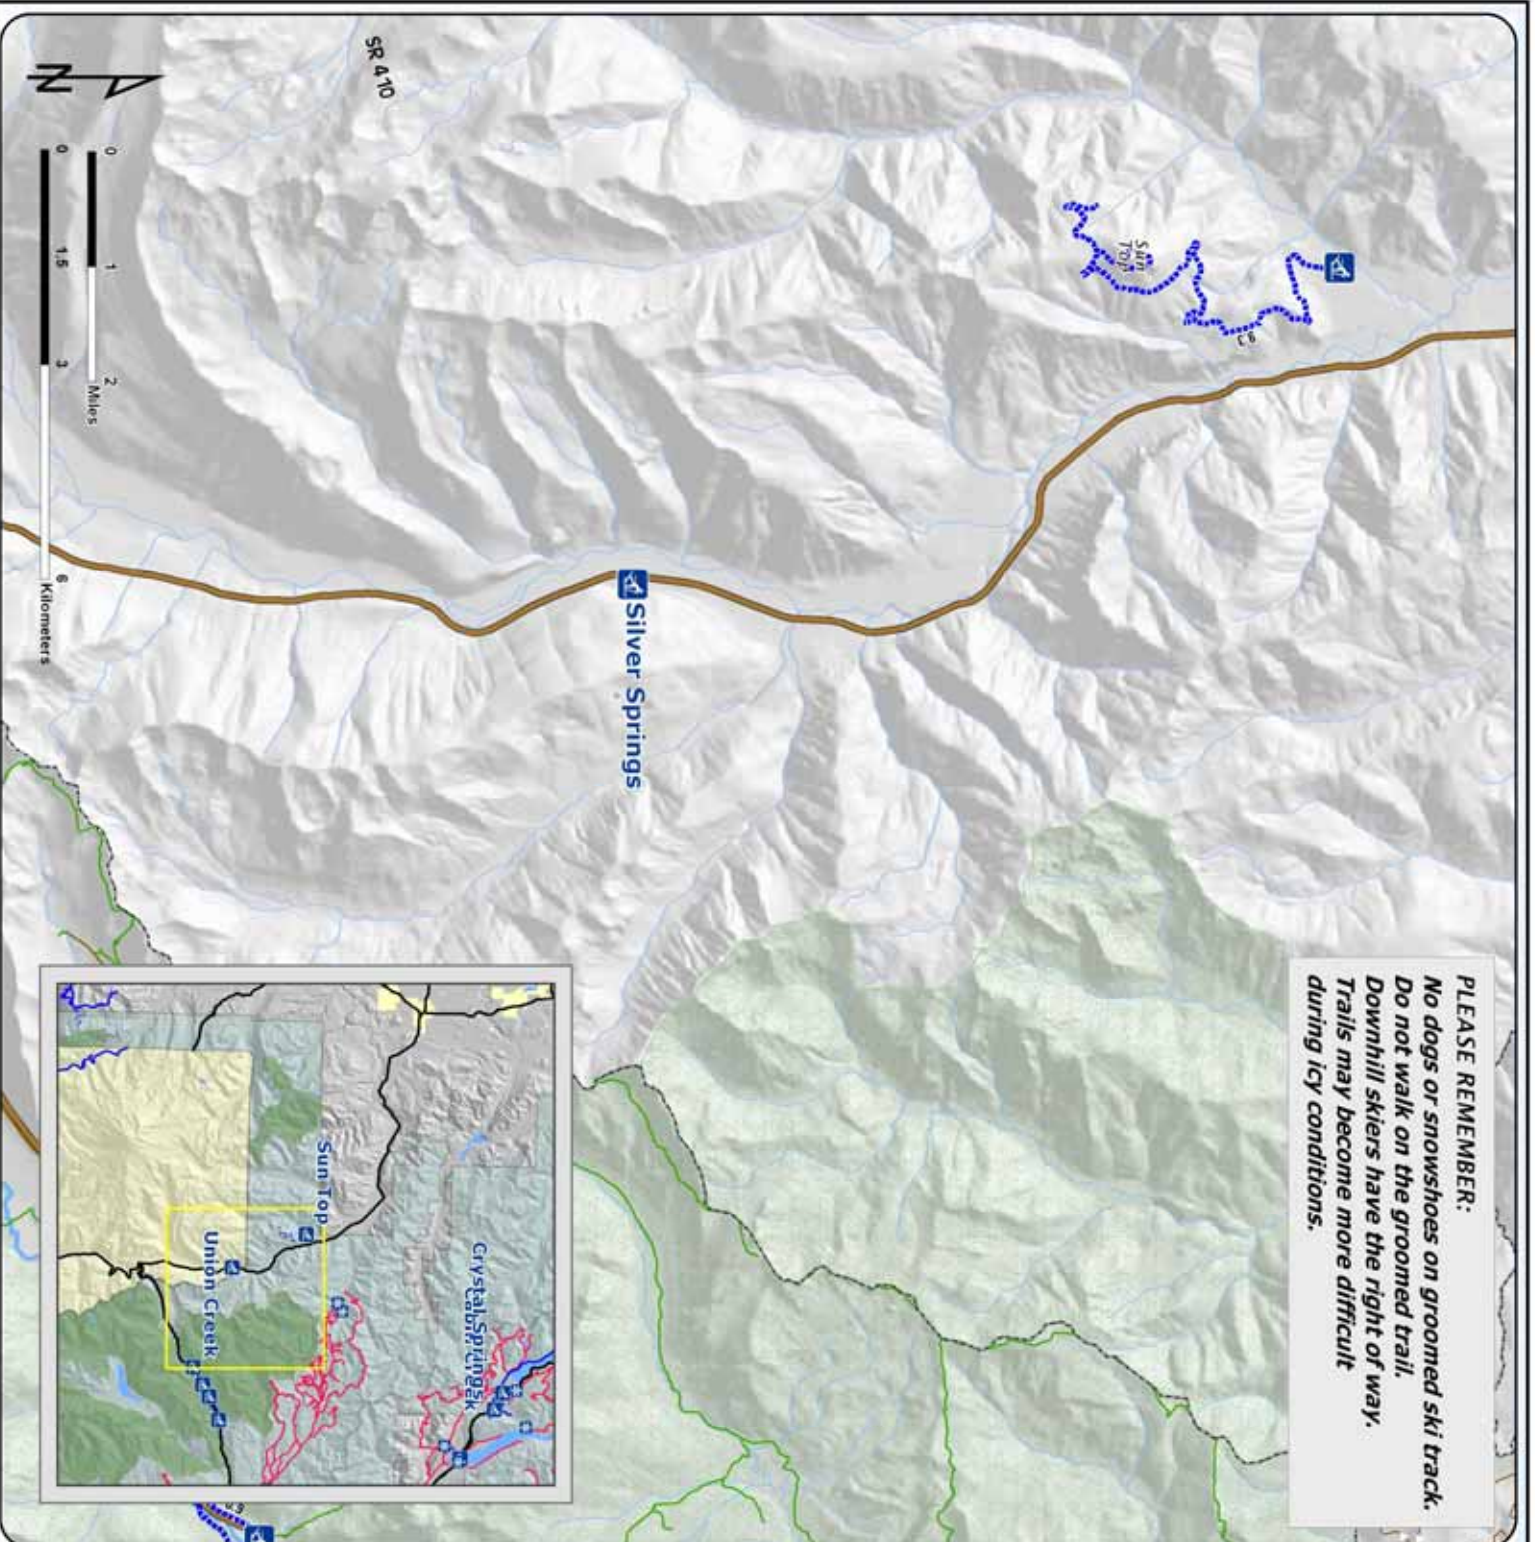 PLEASE REMEMBER:
No dogs or snowshoes on groomed ski track.
Do not walk on the groomed trail.
Downhill skiers have the right of way.
Trails may become more difficult
during icy conditions.
Sun
Top
Silver Springs
Crystal Springs
Sun Top
Union Creek
SR 410
0 1 2
Miles
0 1.5 3 6
Kilometers
N